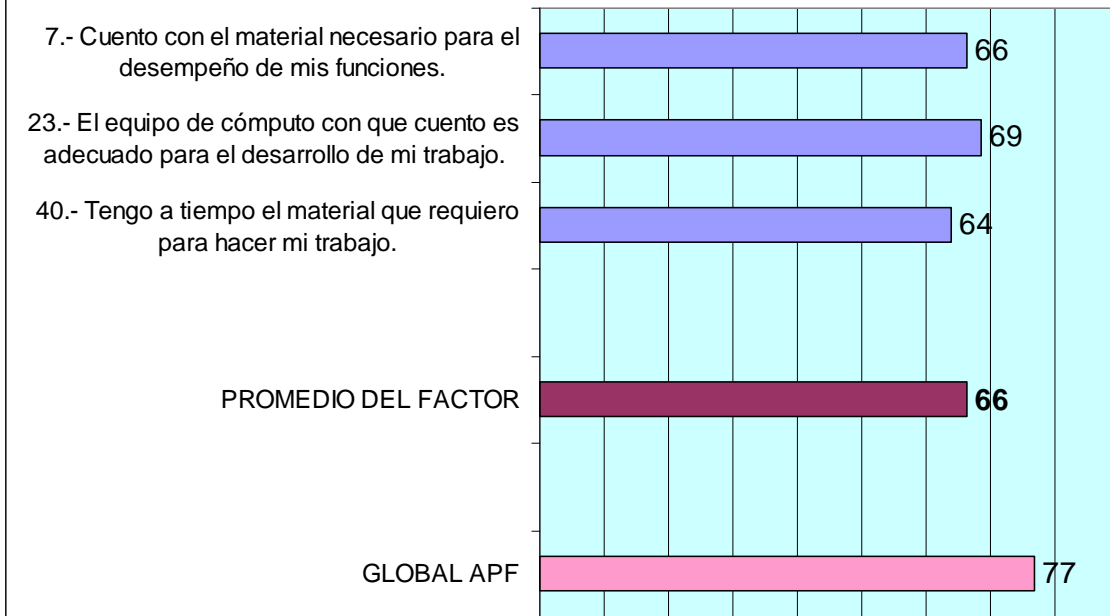 7.- Cuento con el material necesario para el
desempeño de mis funciones.
66
23.- El equipo de cómputo con que cuento es
adecuado para el desarrollo de mi trabajo.
69
40.- Tengo a tiempo el material que requiero
para hacer mi trabajo.
64
PROMEDIO DEL FACTOR
66
GLOBAL APF
77